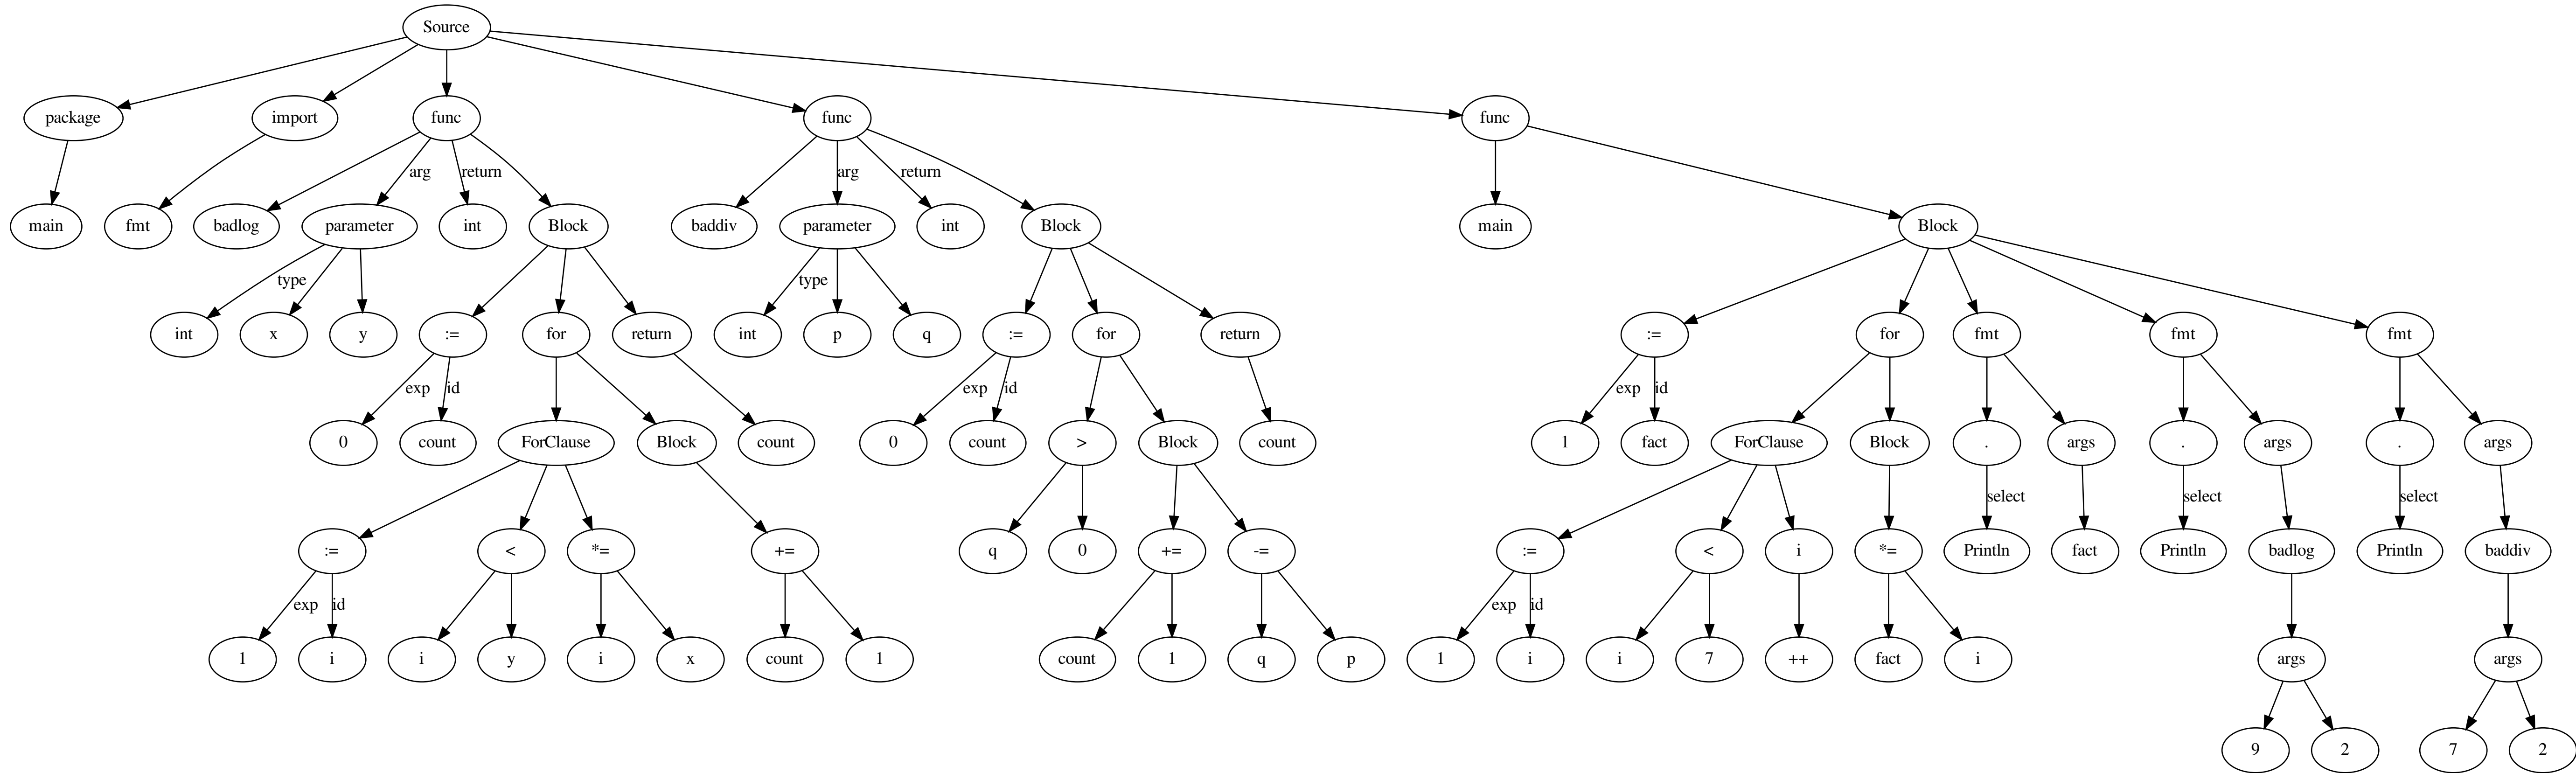 Source
package import func func func
arg return arg return
main fmt badlog parameter int Block baddiv parameter int Block main Block
type type
int x y := for return int p q := for return := for fmt fmt fmt
exp id exp id exp id
0 count ForClause Block count 0 count > Block count 1 fact ForClause Block . args . args . args
select select select
:= < *= += q 0 += -= := < i *= Println fact Println badlog Println baddiv
exp id exp id
1 i i y i x count 1 count 1 q p 1 i i 7 ++ fact i args args
9 2 7 2